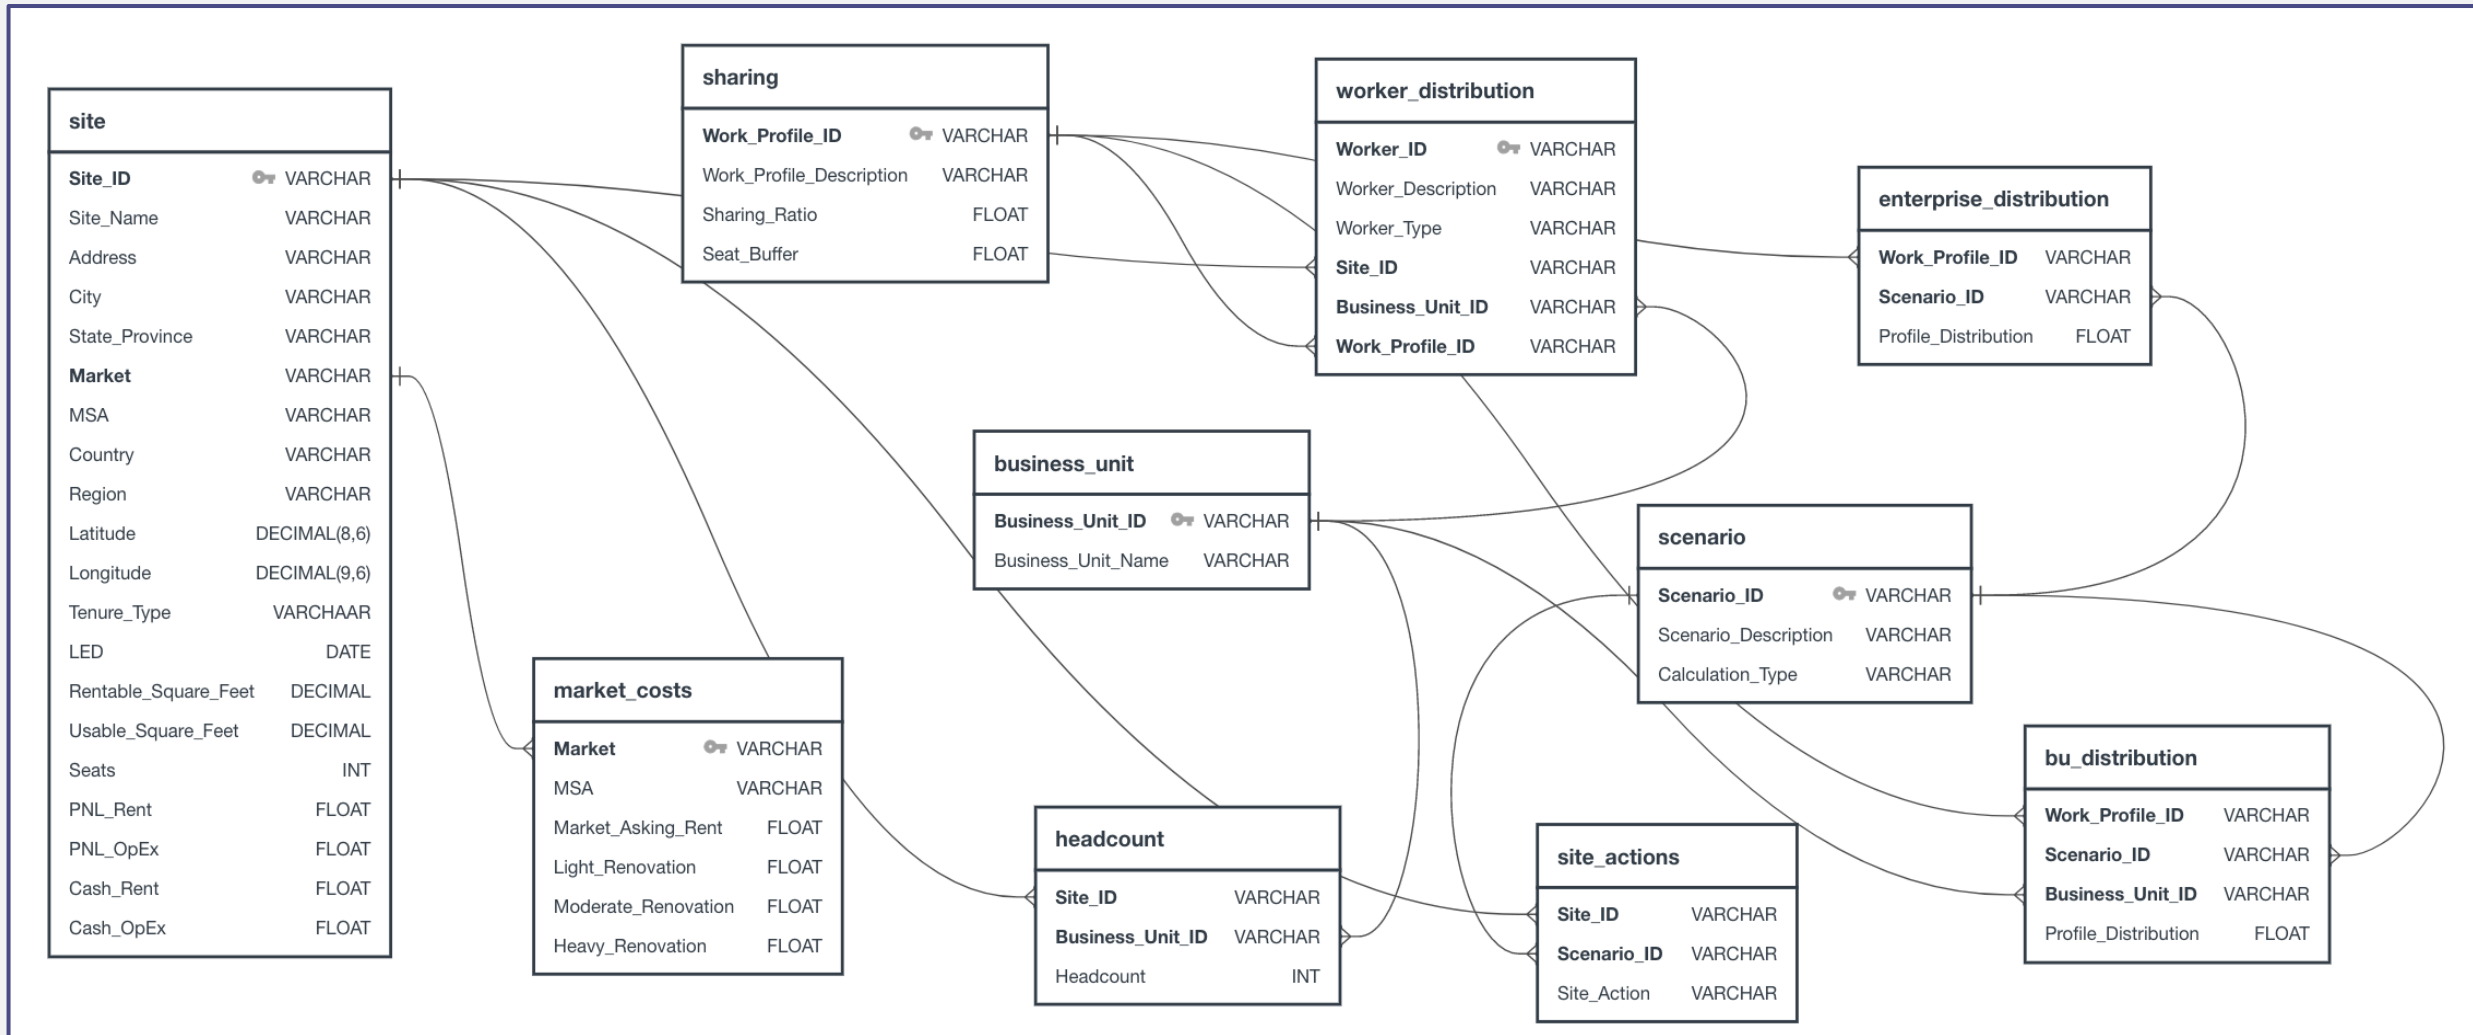 site
Site_ID VARCHAR
Site_Name VARCHAR
Address VARCHAR
City VARCHAR
State_Province VARCHAR
Market VARCHAR
MSA VARCHAR
Country VARCHAR
Region VARCHAR
Latitude DECIMAL(8,6)
Longitude DECIMAL(9,6)
Tenure_Type VARCHAAR
LED DATE
Rentable_Square_Feet DECIMAL
Usable_Square_Feet DECIMAL
Seats INT
PNL_Rent FLOAT
PNL_OpEx FLOAT
Cash_Rent FLOAT
Cash_OpEx FLOAT
sharing
Work_Profile_ID VARCHAR
Work_Profile_Description VARCHAR
Sharing_Ratio FLOAT
Seat_Buffer FLOAT
worker_distribution
Worker_ID VARCHAR
Worker_Description VARCHAR
Worker_Type VARCHAR
Site_ID VARCHAR
Business_Unit_ID VARCHAR
Work_Profile_ID VARCHAR
enterprise_distribution
Work_Profile_ID VARCHAR
Scenario_ID VARCHAR
Profile_Distribution FLOAT
business_unit
Business_Unit_ID VARCHAR
Business_Unit_Name VARCHAR
scenario
Scenario_ID VARCHAR
Scenario_Description VARCHAR
Calculation_Type VARCHAR
market_costs
Market VARCHAR
MSA VARCHAR
Market_Asking_Rent FLOAT
Light_Renovation FLOAT
Moderate_Renovation FLOAT
Heavy_Renovation FLOAT
headcount
Site_ID VARCHAR
Business_Unit_ID VARCHAR
Headcount INT
site_actions
Site_ID VARCHAR
Scenario_ID VARCHAR
Site_Action VARCHAR
bu_distribution
Work_Profile_ID VARCHAR
Scenario_ID VARCHAR
Business_Unit_ID VARCHAR
Profile_Distribution FLOAT